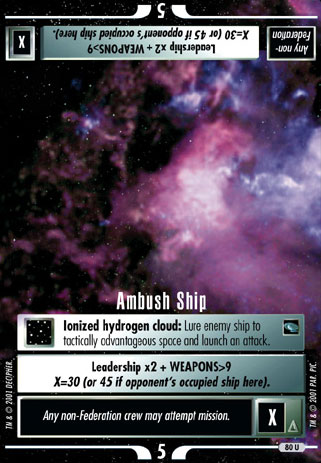 5
X
Leadership x2 + WEAPONS>9
X=30 (or 45 if opponent's occupied ship here).
Any non
Federation
Ambush Ship
Ionized hydrogen cloud: Lure enemy ship to
tactically advantageous space and launch an attack.
Leadership x2 + WEAPONS>9
X=30 (or 45 if opponent's occupied ship here).
Any non-Federation crew may attempt mission.
X
5
80 U
TM & © 2001 DECIPHER.
TM & © 2001 PAR. PIC.